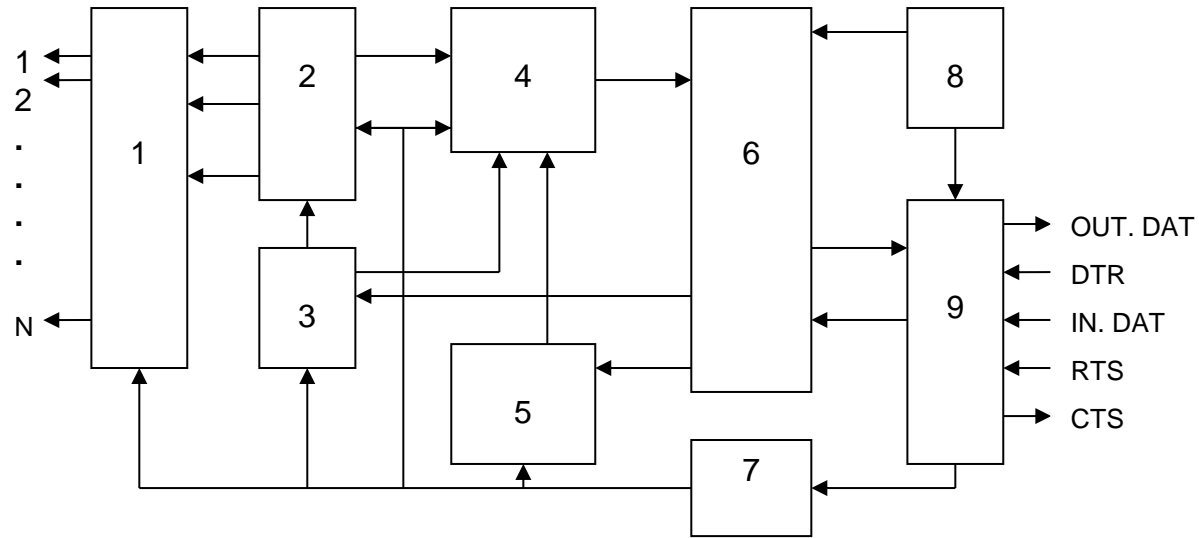 1
2
.
.
.
.
N
1
2
3
4
5
6
7
8
9
OUT. DAT
DTR
IN. DAT
RTS
CTS